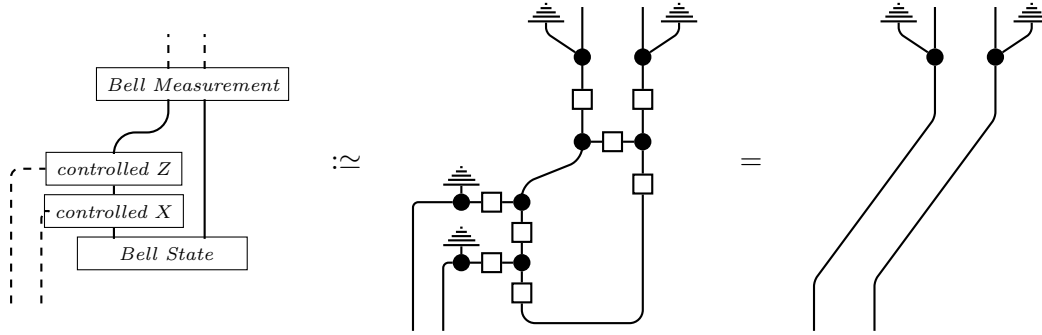 Bell Measurement
controlled Z
:≃
=
controlled X
Bell State